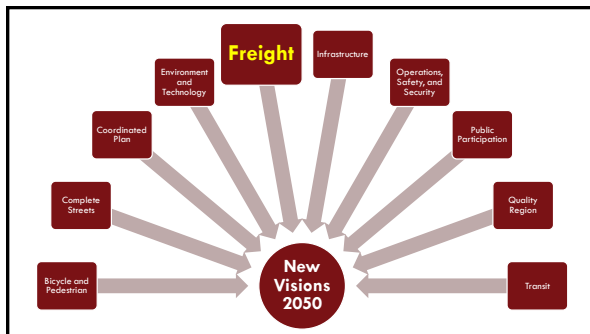 Freight
Infrastructure
Environment
and
Technology
Operations,
Safety, and
Security
Coordinated
Plan
Public
Participation
Complete
Streets
Quality
Region
Bicycle and
Pedestrian
New
Visions
2050
Transit